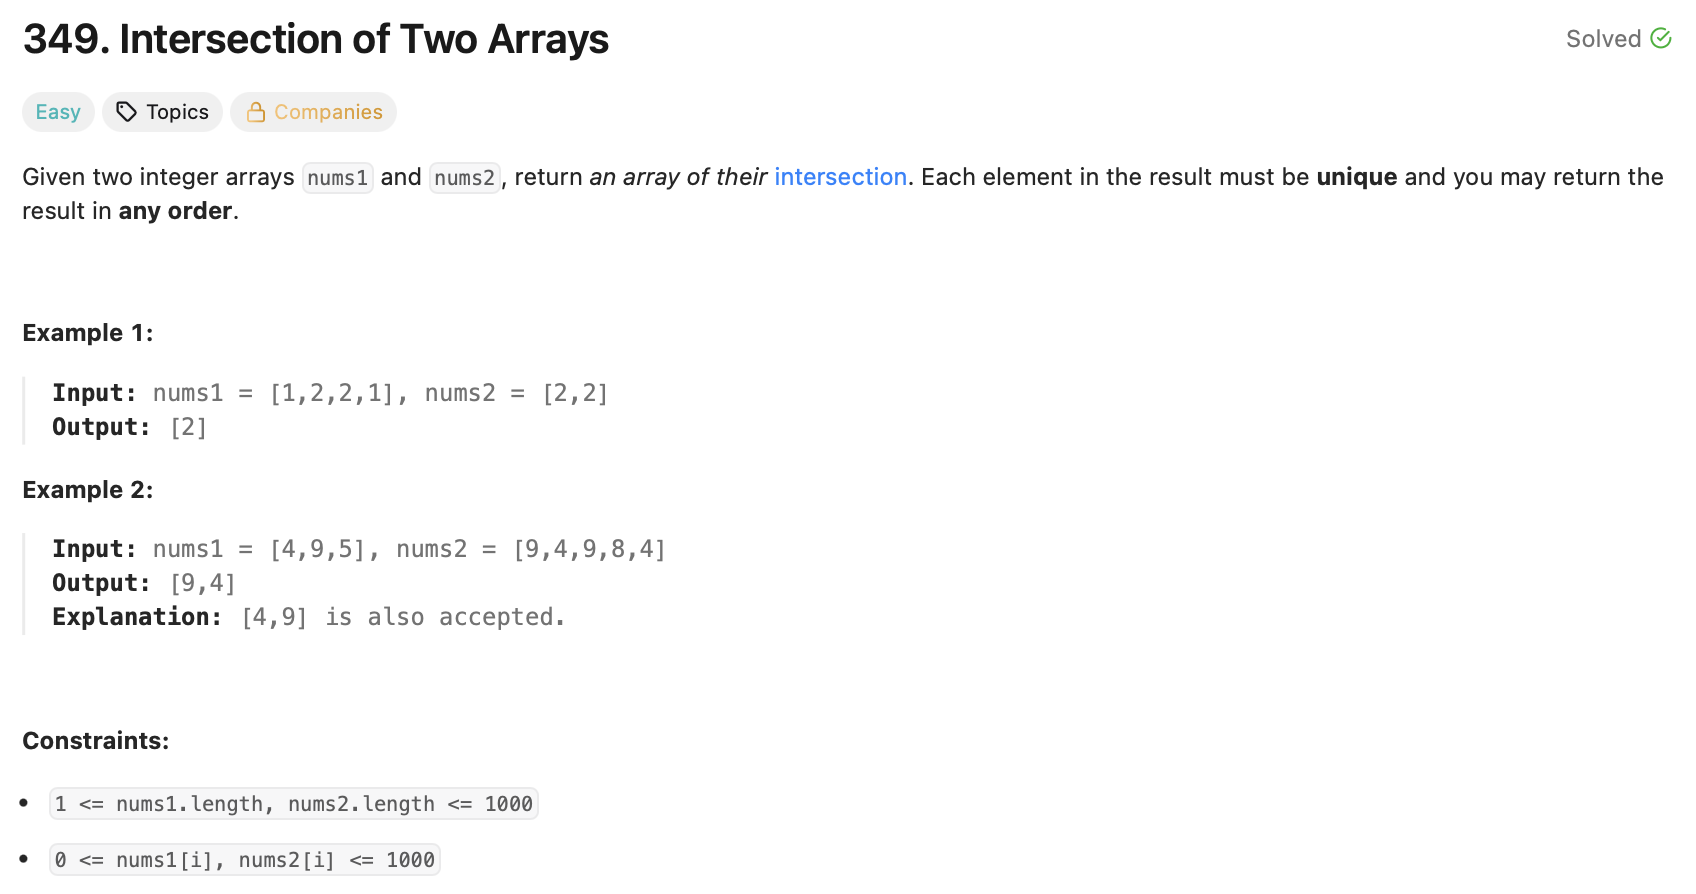 349. Intersection of Two Arrays
Solved
Easy Topics Companies
Given two integer arrays nums1 and nums2, return an array of their intersection. Each element in the result must be unique and you may return the
result in any order.
Example 1:
Input: nums1 = [1,2,2,1], nums2 = [2,2]
Output: [2]
Example 2:
Input: nums1 = [4,9,5], nums2 = [9,4,9,8,4]
Output: [9,4]
Explanation: [4,9] is also accepted.
Constraints:
• 1 <= nums1.length, nums2.length <= 1000
• 0 <= nums1[i], nums2[i] <= 1000